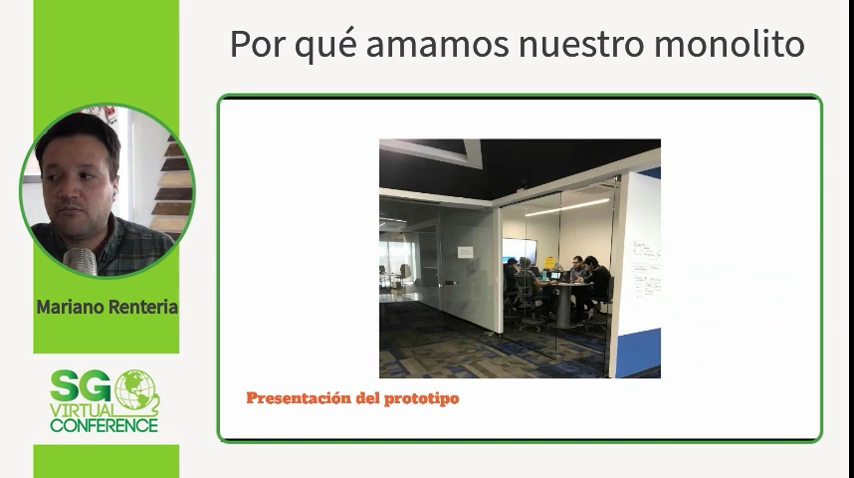 Por qué amamos nuestro monolito
Mariano Renteria
SG
VIRTUAL
CONFERENCE
Presentación del prototipo